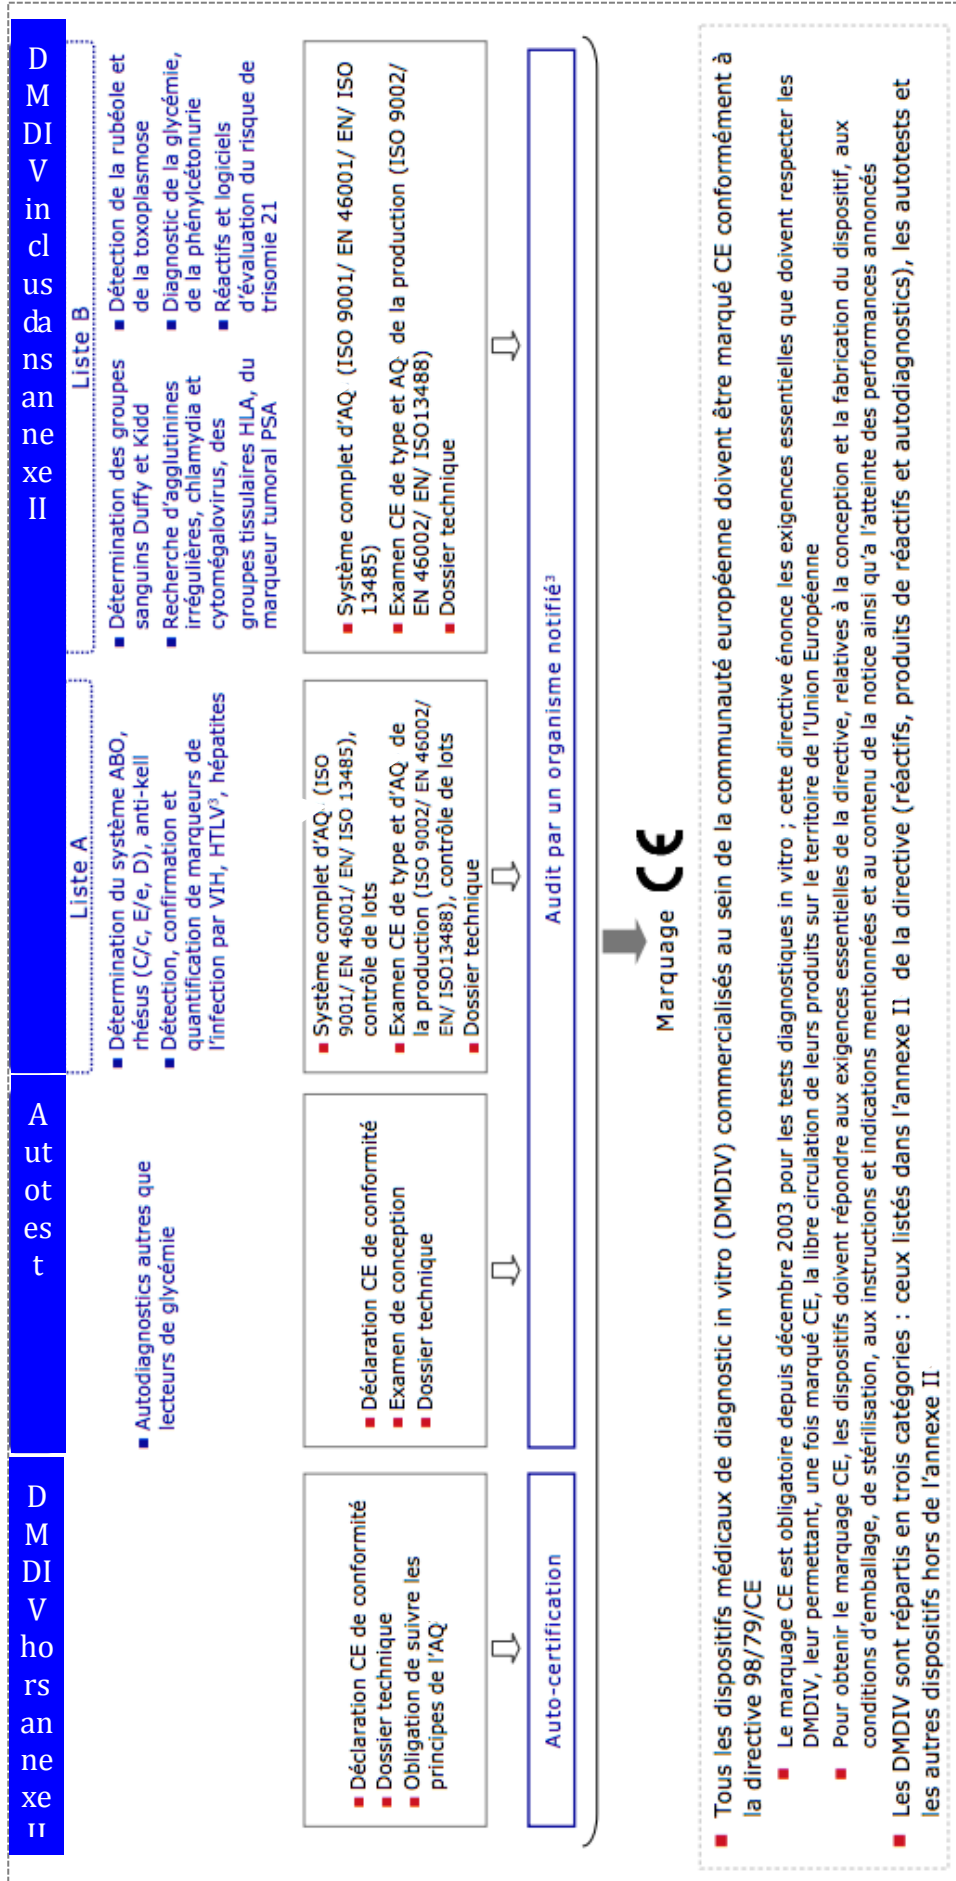 DMDIV hors annexe II
Autotest
DMDIV inclus dans annexe II
Liste A
Liste B
■ Autodiagnostics autres que
lecteurs de glycémie
■ Détermination du système ABO,
rhésus (C/c, E/e, D), anti-kell
■ Détection, confirmation et
quantification de marqueurs de
l'infection par VIH, HTLV³, hépatites
■ Détermination des groupes
sanguins Duffy et Kidd
■ Recherche d'agglutinines
irrégulières, chlamydia et
cytomégalovirus, des
groupes tissulaires HLA, du
marqueur tumoral PSA
■ Détection de la rubéole et
de la toxoplasmose
■ Diagnostic de la glycémie,
de la phénylcétonurie
■ Réactifs et logiciels
d'évaluation du risque de
trisomie 21
■ Déclaration CE de conformité
■ Dossier technique
■ Obligation de suivre les
principes de l'AQ
■ Déclaration CE de conformité
■ Examen de conception
■ Dossier technique
■ Système complet d'AQ (ISO
9001/ EN 46001/ EN/ ISO 13485),
contrôle de lots
■ Examen CE de type et d'AQ de
la production (ISO 9002/ EN 46002/
EN/ ISO13488), contrôle de lots
■ Dossier technique
■ Système complet d'AQ (ISO 9001/ EN 46001/ EN/ ISO
13485)
■ Examen CE de type et AQ de la production (ISO 9002/
EN 46002/ EN/ ISO13488)
■ Dossier technique
Auto-certification
Audit par un organisme notifié³
Marquage CE
■ Tous les dispositifs médicaux de diagnostic in vitro (DMDIV) commercialisés au sein de la communauté européenne doivent être marqué CE conformément à
la directive 98/79/CE
■ Le marquage CE est obligatoire depuis décembre 2003 pour les tests diagnostiques in vitro ; cette directive énonce les exigences essentielles que doivent respecter les
DMDIV, leur permettant, une fois marqué CE, la libre circulation de leurs produits sur le territoire de l'Union Européenne
■ Pour obtenir le marquage CE, les dispositifs doivent répondre aux exigences essentielles de la directive, relatives à la conception et la fabrication du dispositif, aux
conditions d'emballage, de stérilisation, aux instructions et indications mentionnées et au contenu de la notice ainsi qu'a l'atteinte des performances annoncés
■ Les DMDIV sont répartis en trois catégories : ceux listés dans l'annexe II de la directive (réactifs, produits de réactifs et autodiagnostics), les autotests et
les autres dispositifs hors de l'annexe II